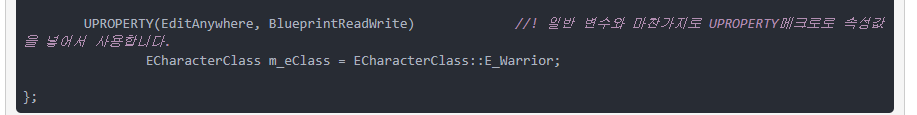 UPROPERTY(EditAnywhere, BlueprintReadWrite)             //! 일반 변수와 마찬가지로 UPROPERTY메크로로 속성값
을 넣어서 사용합니다.
ECharacterClass m_eClass = ECharacterClass::E_Warrior;
};